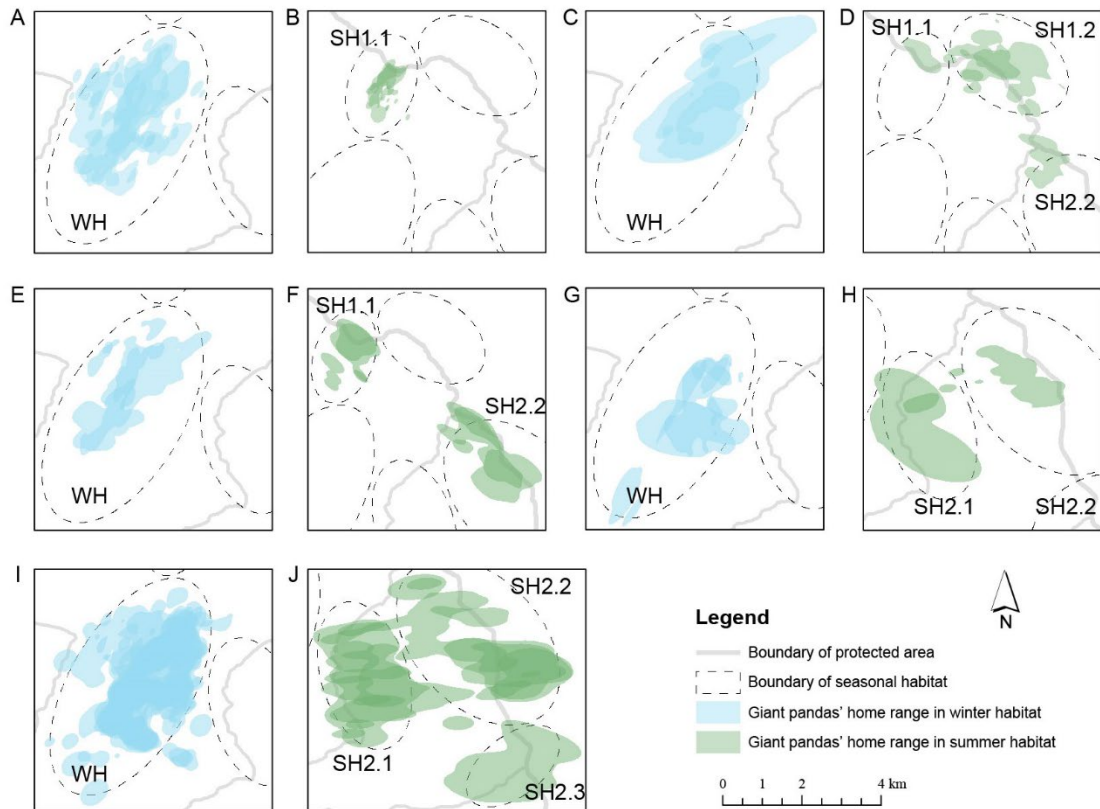 A
WH
B
SH1.1
C
WH
D
SH1.1
SH1.2
SH2.2
E
WH
F
SH1.1
SH2.2
G
WH
H
SH2.1
SH2.2
I
WH
J
SH2.2
SH2.1
SH2.3
N
Legend
Boundary of protected area
Boundary of seasonal habitat
Giant pandas' home range in winter habitat
Giant pandas' home range in summer habitat
0 1 2 4 km